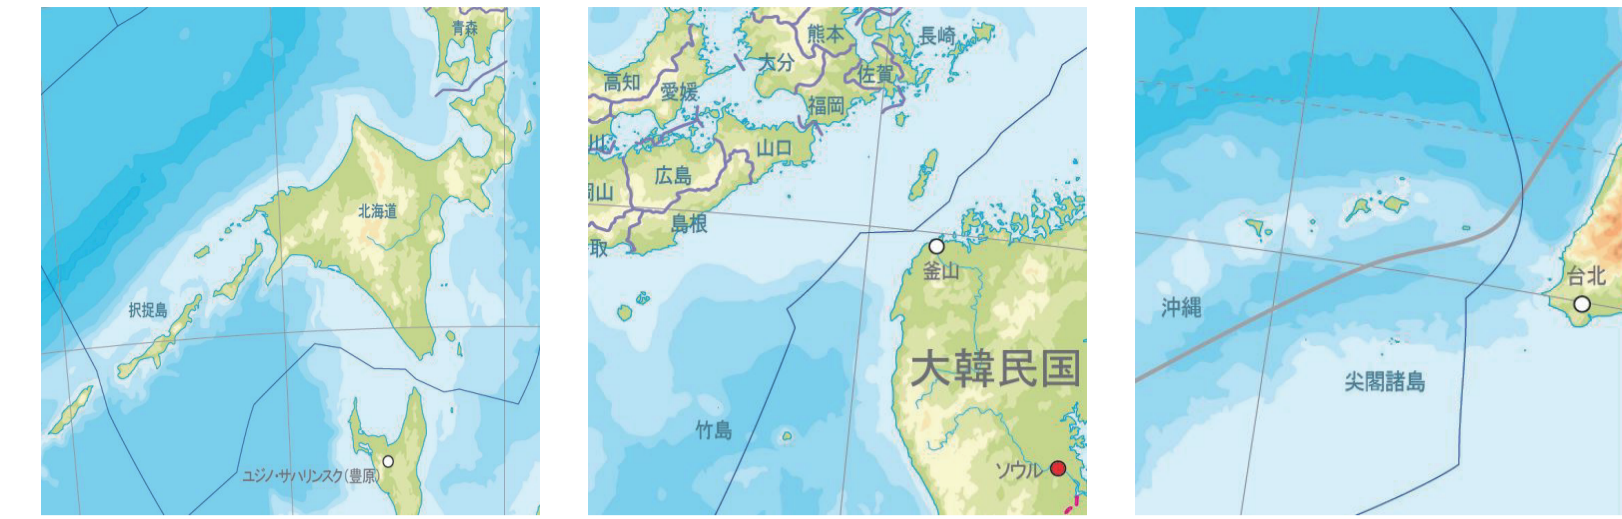 青森
北海道
択捉島
ユジノ・サハリンスク(豊原)
熊本
長崎
大分
佐賀
高知
愛媛
福岡
山口
広島
島根
釜山
大韓民国
竹島
ソウル
台北
沖縄
尖閣諸島